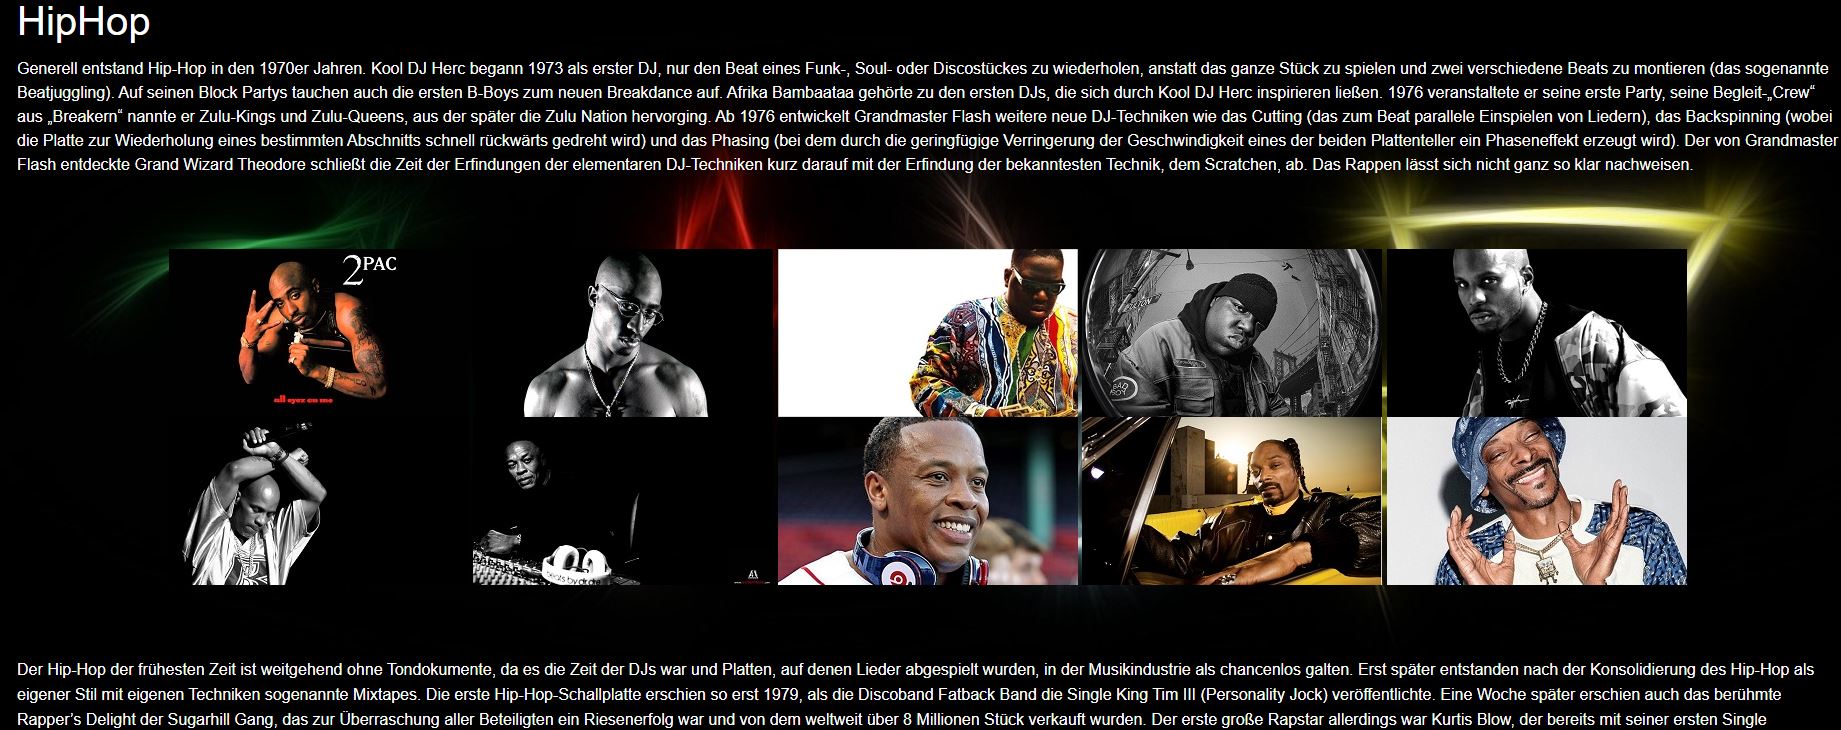 HipHop
Generell entstand Hip-Hop in den 1970er Jahren. Kool DJ Herc begann 1973 als erster DJ, nur den Beat eines Funk-, Soul- oder Discostückes zu wiederholen, anstatt das ganze Stück zu spielen und zwei verschiedene Beats zu montieren (das sogenannte
Beatjuggling). Auf seinen Block Partys tauchen auch die ersten B-Boys zum neuen Breakdance auf. Afrika Bambaataa gehörte zu den ersten DJs, die sich durch Kool DJ Herc inspirieren ließen. 1976 veranstaltete er seine erste Party, seine Begleit-„Crew“
aus „Breakern“ nannte er Zulu-Kings und Zulu-Queens, aus der später die Zulu Nation hervorging. Ab 1976 entwickelt Grandmaster Flash weitere neue DJ-Techniken wie das Cutting (das zum Beat parallele Einspielen von Liedern), das Backspinning (wobei
die Platte zur Wiederholung eines bestimmten Abschnitts schnell rückwärts gedreht wird) und das Phasing (bei dem durch die geringfügige Verringerung der Geschwindigkeit eines der beiden Plattenteller ein Phaseneffekt erzeugt wird). Der von Grandmaster
Flash entdeckte Grand Wizard Theodore schließt die Zeit der Erfindungen der elementaren DJ-Techniken kurz darauf mit der Erfindung der bekanntesten Technik, dem Scratchen, ab. Das Rappen lässt sich nicht ganz so klar nachweisen.
2PAC
all eyez on me
BAD BOY
beats by dr.dre
Der Hip-Hop der frühesten Zeit ist weitgehend ohne Tondokumente, da es die Zeit der DJs war und Platten, auf denen Lieder abgespielt wurden, in der Musikindustrie als chancenlos galten. Erst später entstanden nach der Konsolidierung des Hip-Hop als
eigener Stil mit eigenen Techniken sogenannte Mixtapes. Die erste Hip-Hop-Schallplatte erschien so erst 1979, als die Discoband Fatback Band die Single King Tim III (Personality Jock) veröffentlichte. Eine Woche später erschien auch das berühmte
Rapper’s Delight der Sugarhill Gang, das zur Überraschung aller Beteiligten ein Riesenerfolg war und von dem weltweit über 8 Millionen Stück verkauft wurden. Der erste große Rapstar allerdings war Kurtis Blow, der bereits mit seiner ersten Single